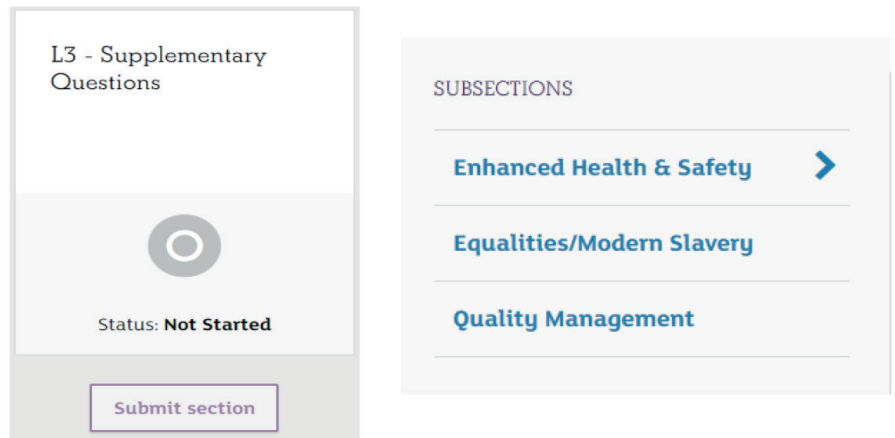 L3 - Supplementary
Questions
Status: Not Started
Submit section
SUBSECTIONS
Enhanced Health & Safety
Equalities/Modern Slavery
Quality Management